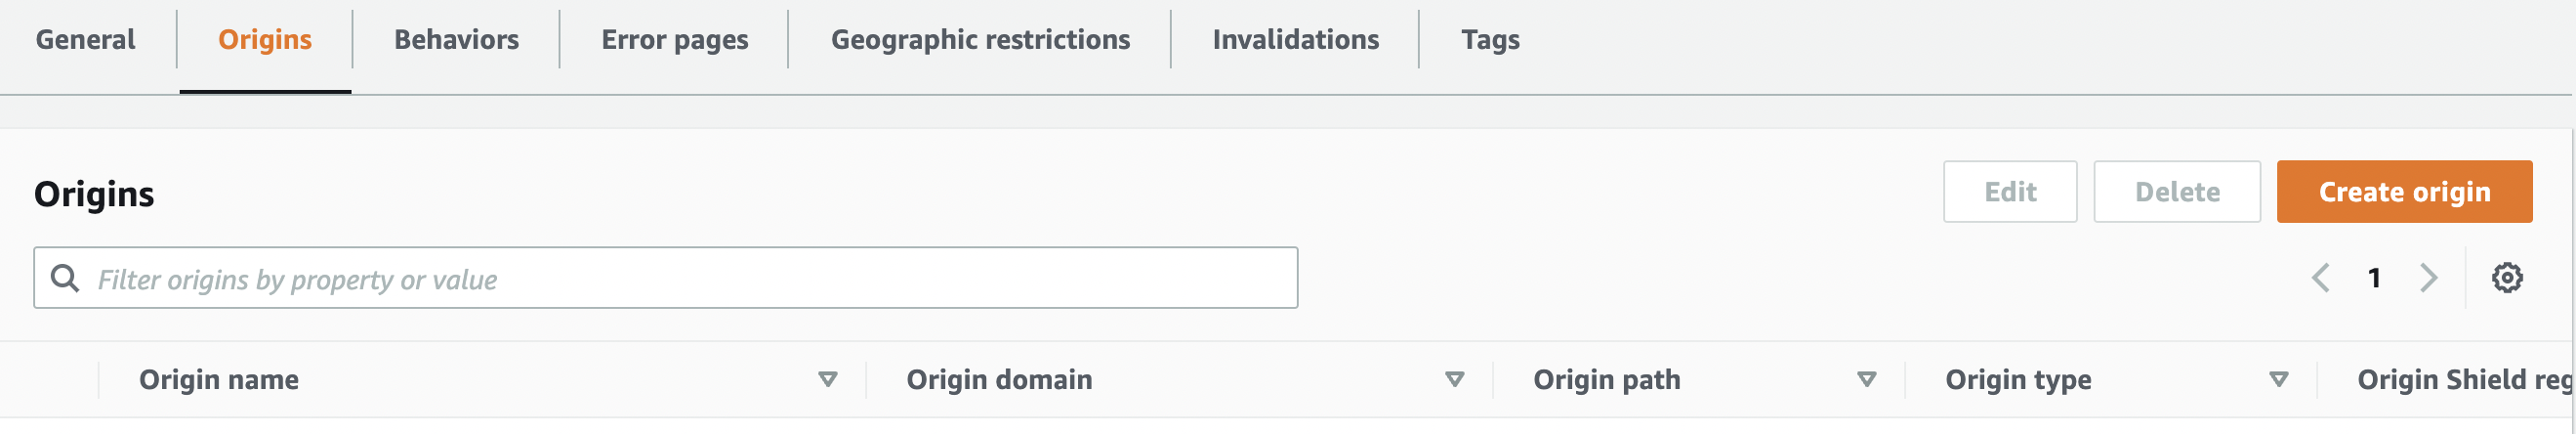 General Origins Behaviors Error pages Geographic restrictions Invalidations Tags
Origins Edit Delete Create origin
Filter origins by property or value 1
Origin name Origin domain Origin path Origin type Origin Shield reg